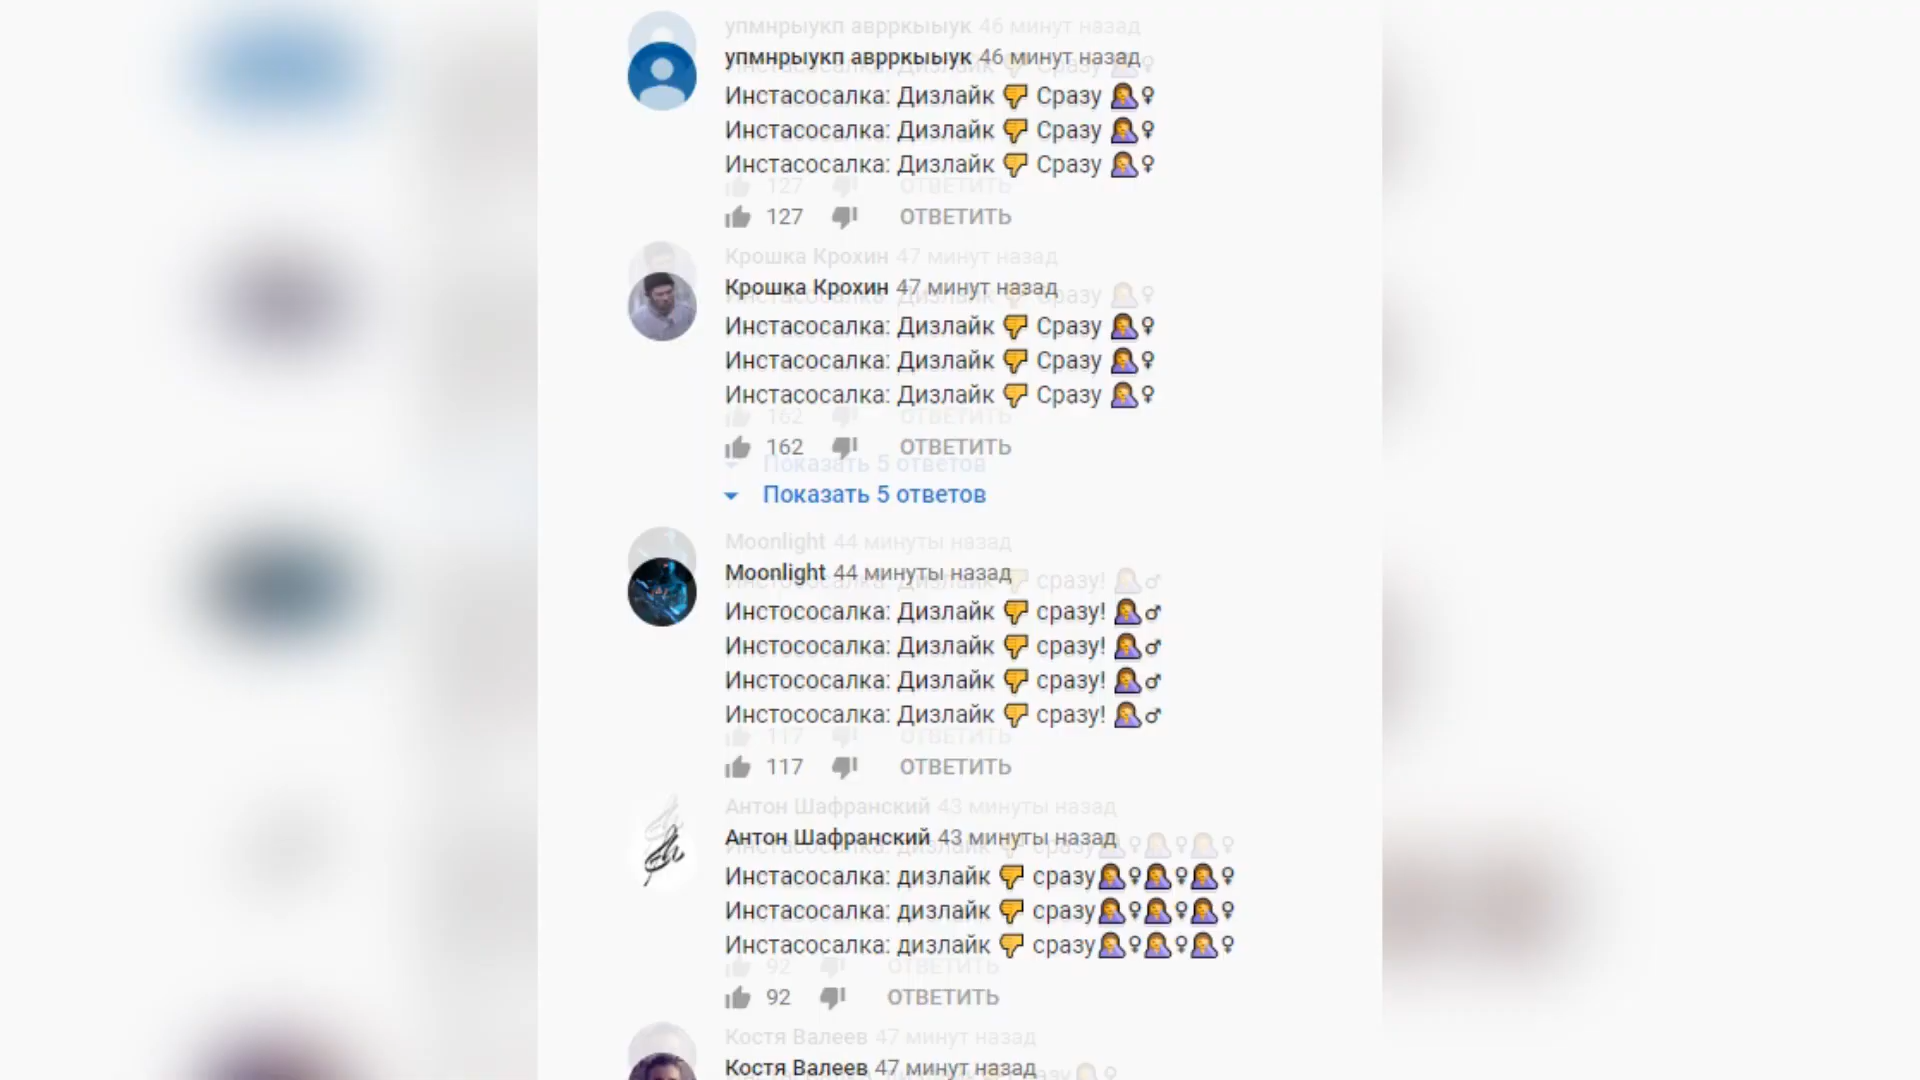 упмнрыукп аврркыыук 46 минут назад
Инстасосалка: Дизлайк 👎 Сразу 🤦♀
Инстасосалка: Дизлайк 👎 Сразу 🤦♀
Инстасосалка: Дизлайк 👎 Сразу 🤦♀
127 ОТВЕТИТЬ
Крошка Крохин 47 минут назад
Инстасосалка: Дизлайк 👎 Сразу 🤦♀
Инстасосалка: Дизлайк 👎 Сразу 🤦♀
Инстасосалка: Дизлайк 👎 Сразу 🤦♀
162 ОТВЕТИТЬ
Показать 5 ответов
Moonlight 44 минуты назад
Инстососалка: Дизлайк 👎 сразу! 🤦♂
Инстососалка: Дизлайк 👎 сразу! 🤦♂
Инстососалка: Дизлайк 👎 сразу! 🤦♂
Инстососалка: Дизлайк 👎 сразу! 🤦♂
117 ОТВЕТИТЬ
Антон Шафранский 43 минуты назад
Инстасосалка: дизлайк 👎 сразу🤦♀🤦♀🤦♀
Инстасосалка: дизлайк 👎 сразу🤦♀🤦♀🤦♀
Инстасосалка: дизлайк 👎 сразу🤦♀🤦♀🤦♀
92 ОТВЕТИТЬ
Костя Валеев 47 минут назад